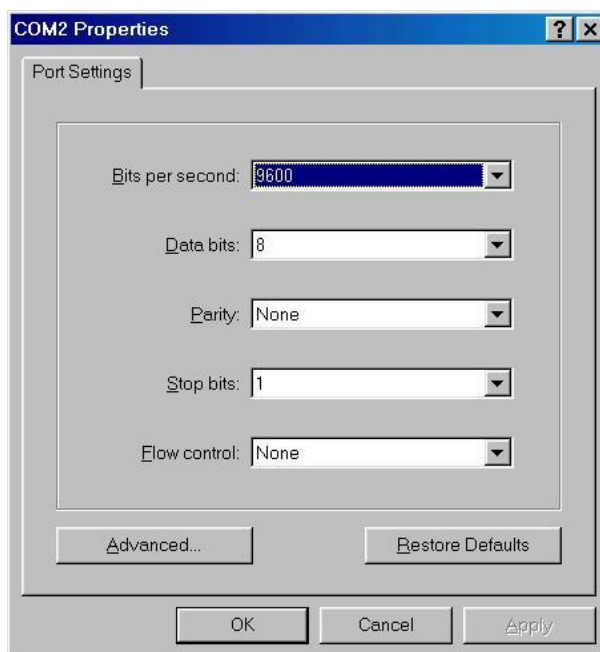 COM2 Properties
Port Settings
Bits per second: 9600
Data bits: 8
Parity: None
Stop bits: 1
Flow control: None
Advanced... Restore Defaults
OK Cancel Apply